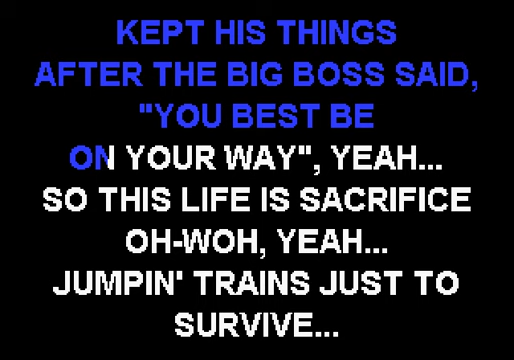 KEPT HIS THINGS
AFTER THE BIG BOSS SAID,
"YOU BEST BE
ON YOUR WAY", YEAH...
SO THIS LIFE IS SACRIFICE
OH-WOH, YEAH...
JUMPIN' TRAINS JUST TO
SURVIVE...